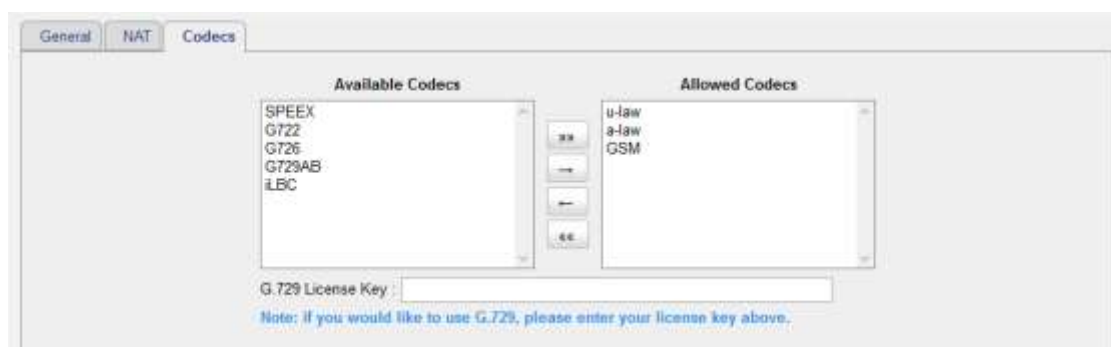 General NAT Codecs
Available Codecs Allowed Codecs
SPEEX
G722
G726
G729AB
iLBC
»»
→
←
««
u-law
a-law
GSM
G.729 License Key :
Note: if you would like to use G.729, please enter your license key above.